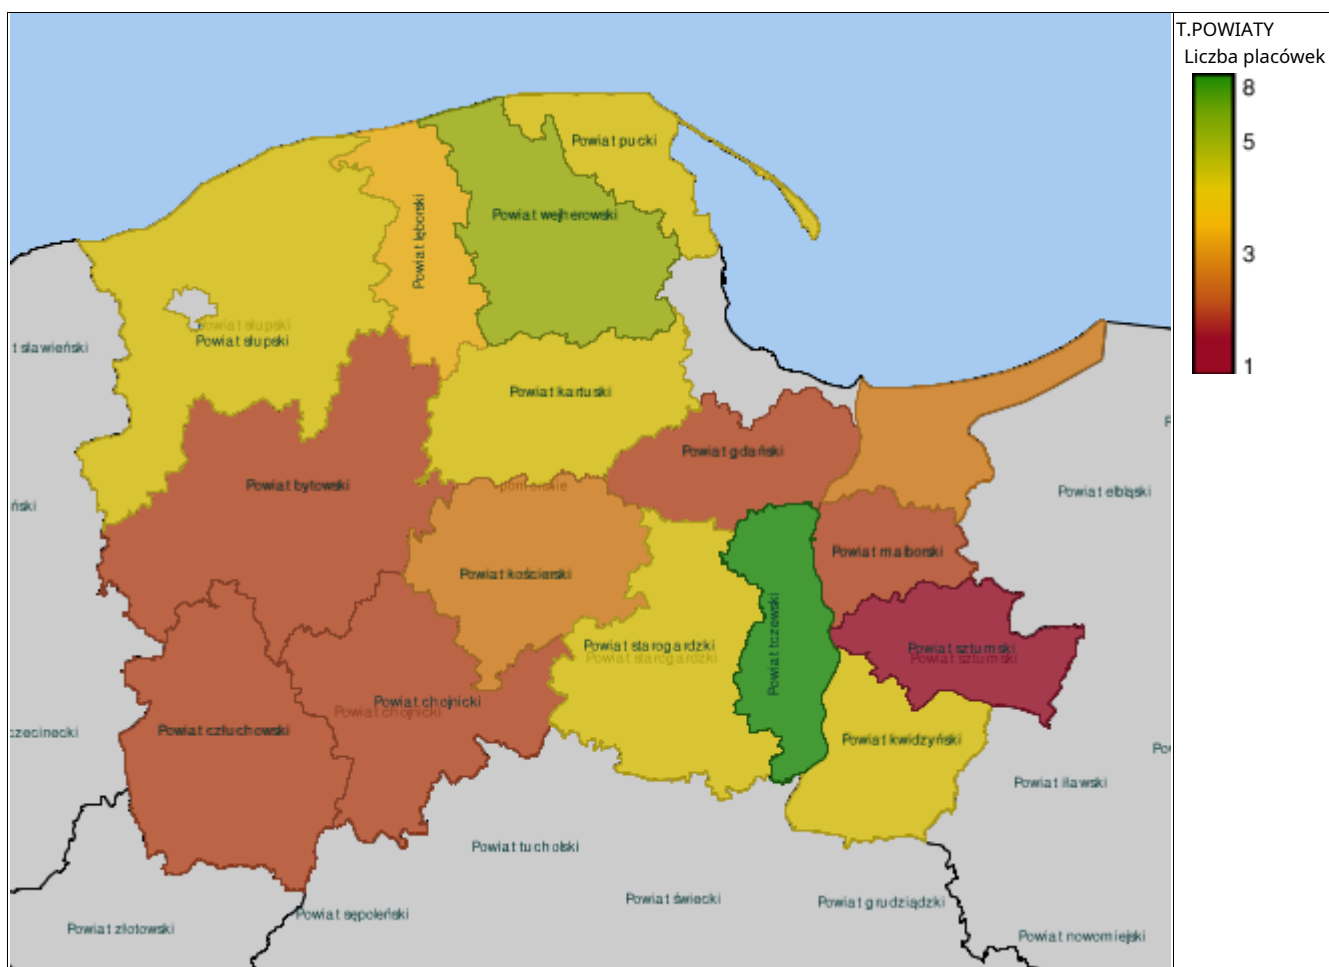 T.POWIATY
Liczba placówek
8
5
3
1
Powiat pucki
Powiat wejherowski
Powiat lęborski
Powiat słupski
Powiat słupski
t sławieński
Powiat kartuski
Powiat gdański
Powiat bytowski
pomorskie
Powiat elbląski
ński
Powiat kościerski
Powiat malborski
Powiat starogardzki
Powiat starogardzki
Powiat tczewski
Powiat sztumski
Powiat sztumski
Powiat chojnicki
Powiat chojnicki
Powiat człuchowski
zecinecki
Powiat kwidzyński
Powiat iławski
Powiat tucholski
Powiat świecki
Powiat grudziądzki
Powiat sępoleński
Powiat złotowski
Powiat nowomiejski